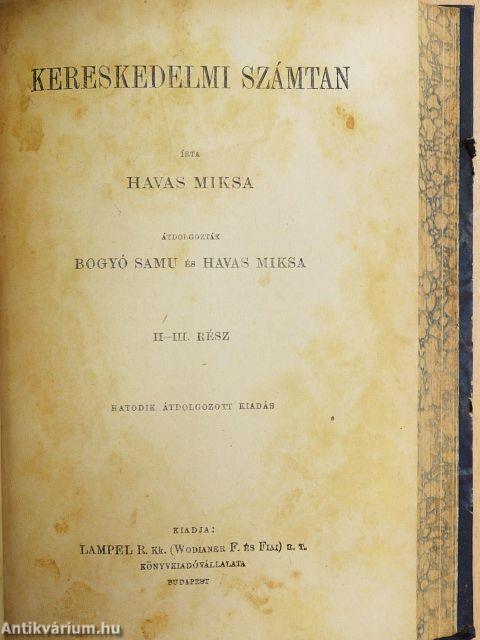 KERESKEDELMI SZÁMTAN
ÍRTA
HAVAS MIKSA
ÁTDOLGOZTÁK
BOGYÓ SAMU ÉS HAVAS MIKSA
II—III. RÉSZ
HATODIK ÁTDOLGOZOTT KIADÁS
KIADJA:
LAMPEL R. KK. (WODIANER F. ÉS FIAI) R. T.
KÖNYVKIADÓVÁLLALATA
BUDAPEST
Antikvárium.hu